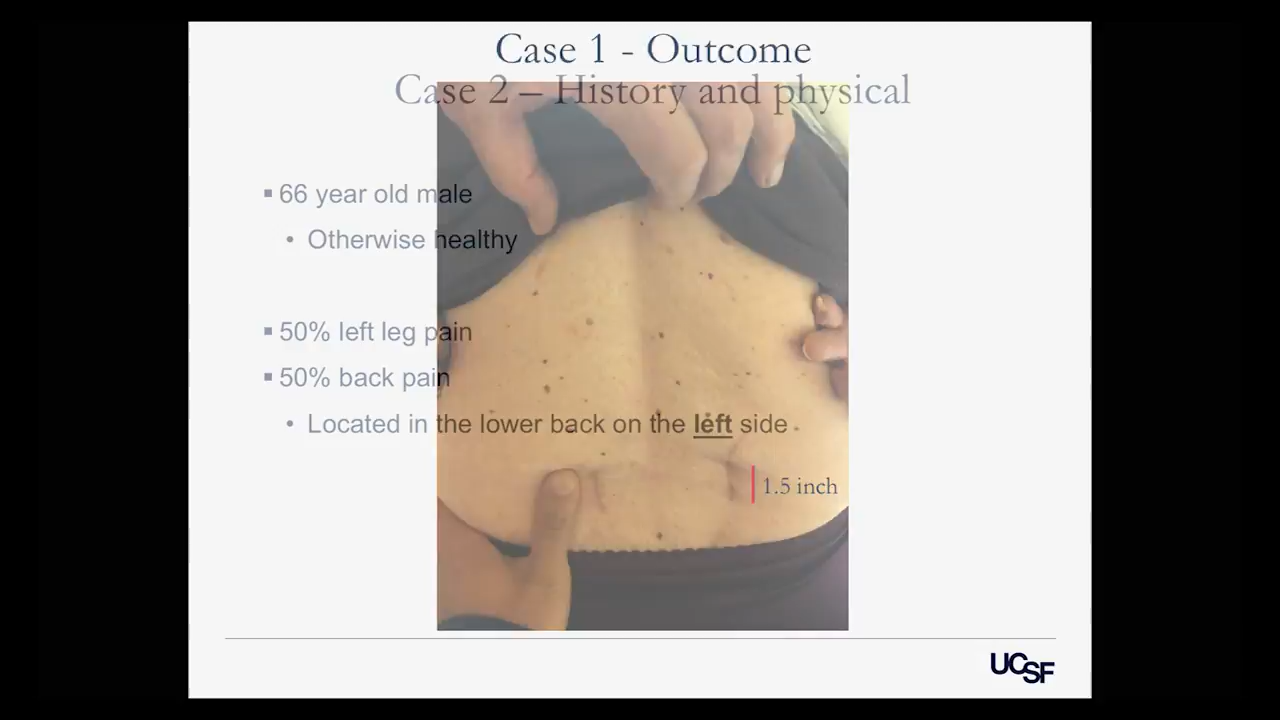 Case 1 - Outcome
Case 2 – History and physical
▪ 66 year old male
• Otherwise healthy
▪ 50% left leg pain
▪ 50% back pain
• Located in the lower back on the left side
1.5 inch
UCSF